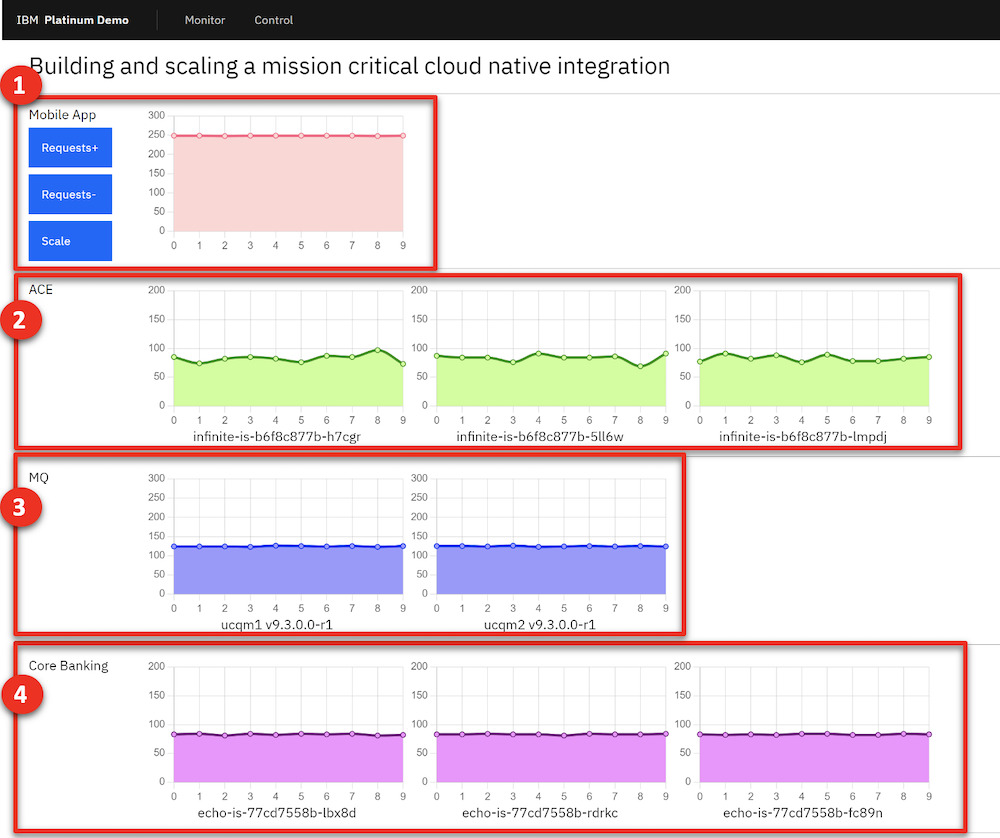 IBM Platinum Demo Monitor Control
Building and scaling a mission critical cloud native integration
1
Mobile App
Requests+
Requests-
Scale
300
250
200
150
100
50
0
0 1 2 3 4 5 6 7 8 9
2
ACE
200
150
100
50
0
0 1 2 3 4 5 6 7 8 9
infinite-is-b6f8c877b-h7cgr
200
150
100
50
0
0 1 2 3 4 5 6 7 8 9
infinite-is-b6f8c877b-5ll6w
200
150
100
50
0
0 1 2 3 4 5 6 7 8 9
infinite-is-b6f8c877b-lmpdj
3
MQ
300
250
200
150
100
50
0
0 1 2 3 4 5 6 7 8 9
ucqm1 v9.3.0.0-r1
300
250
200
150
100
50
0
0 1 2 3 4 5 6 7 8 9
ucqm2 v9.3.0.0-r1
4
Core Banking
200
150
100
50
0
0 1 2 3 4 5 6 7 8 9
echo-is-77cd7558b-lbx8d
200
150
100
50
0
0 1 2 3 4 5 6 7 8 9
echo-is-77cd7558b-rdrkc
200
150
100
50
0
0 1 2 3 4 5 6 7 8 9
echo-is-77cd7558b-fc89n